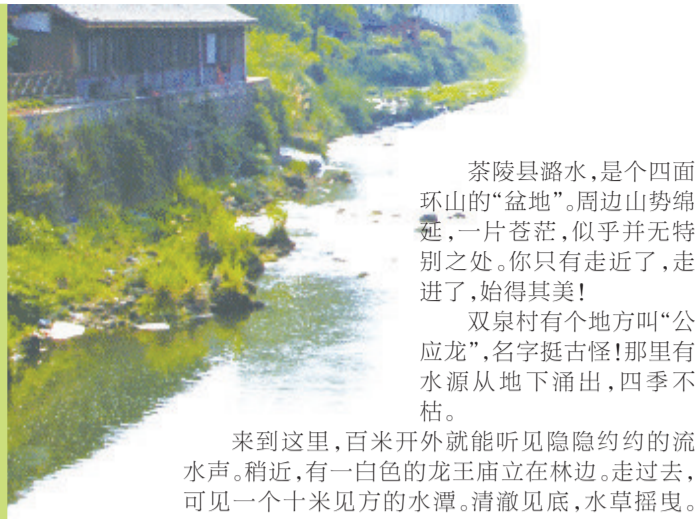 茶陵县潞水,是个四面
环山的“盆地”。周边山势绵
延,一片苍茫,似乎并无特
别之处。你只有走近了,走
进了,始得其美!
双泉村有个地方叫“公
应龙”,名字挺古怪!那里有
水源从地下涌出,四季不
枯。
来到这里,百米开外就能听见隐隐约约的流
水声。稍近,有一白色的龙王庙立在林边。走过去,
可见一个十米见方的水潭。清澈见底,水草摇曳。